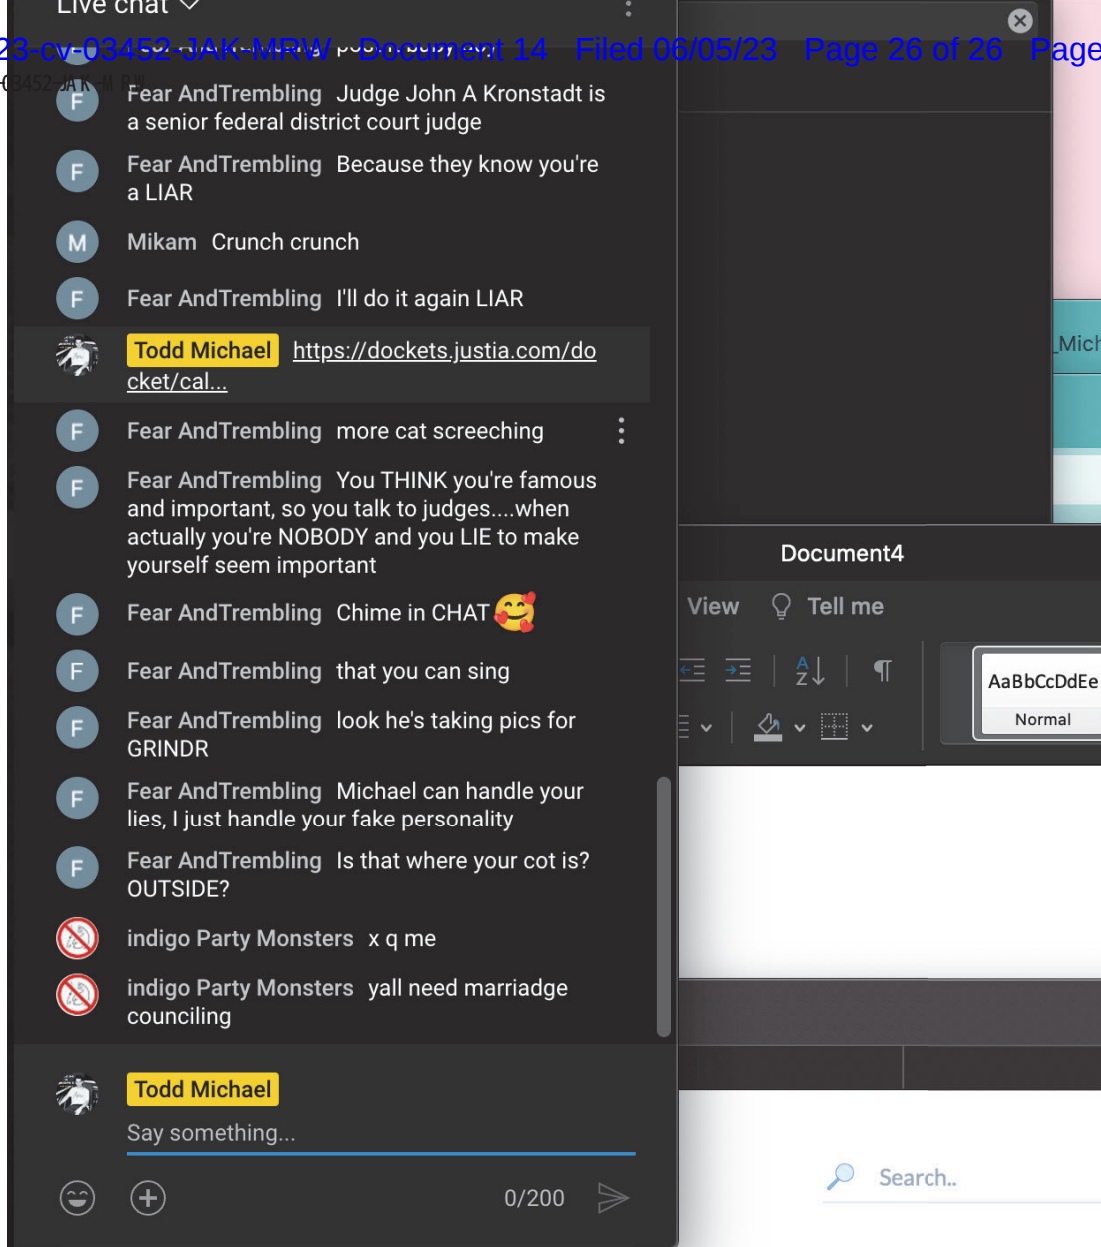 Live chat
23-cv-03452-JAK-MRW Document 14 Filed 06/05/23 Page 26 of 26 Page
Fear AndTrembling Judge John A Kronstadt is
a senior federal district court judge
Fear AndTrembling Because they know you're
a LIAR
Mikam Crunch crunch
Fear AndTrembling I'll do it again LIAR
Todd Michael https://dockets.justia.com/do
cket/cal...
Fear AndTrembling more cat screeching
Fear AndTrembling You THINK you're famous
and important, so you talk to judges....when
actually you're NOBODY and you LIE to make
yourself seem important
Fear AndTrembling Chime in CHAT🥰
Fear AndTrembling that you can sing
Fear AndTrembling look he's taking pics for
GRINDR
Fear AndTrembling Michael can handle your
lies, I just handle your fake personality
Fear AndTrembling Is that where your cot is?
OUTSIDE?
indigo Party Monsters x q me
indigo Party Monsters yall need marriadge
counciling
Todd Michael
Say something...
0/200
_Mich
Document4
View Tell me
AaBbCcDdEe
Normal
Search..